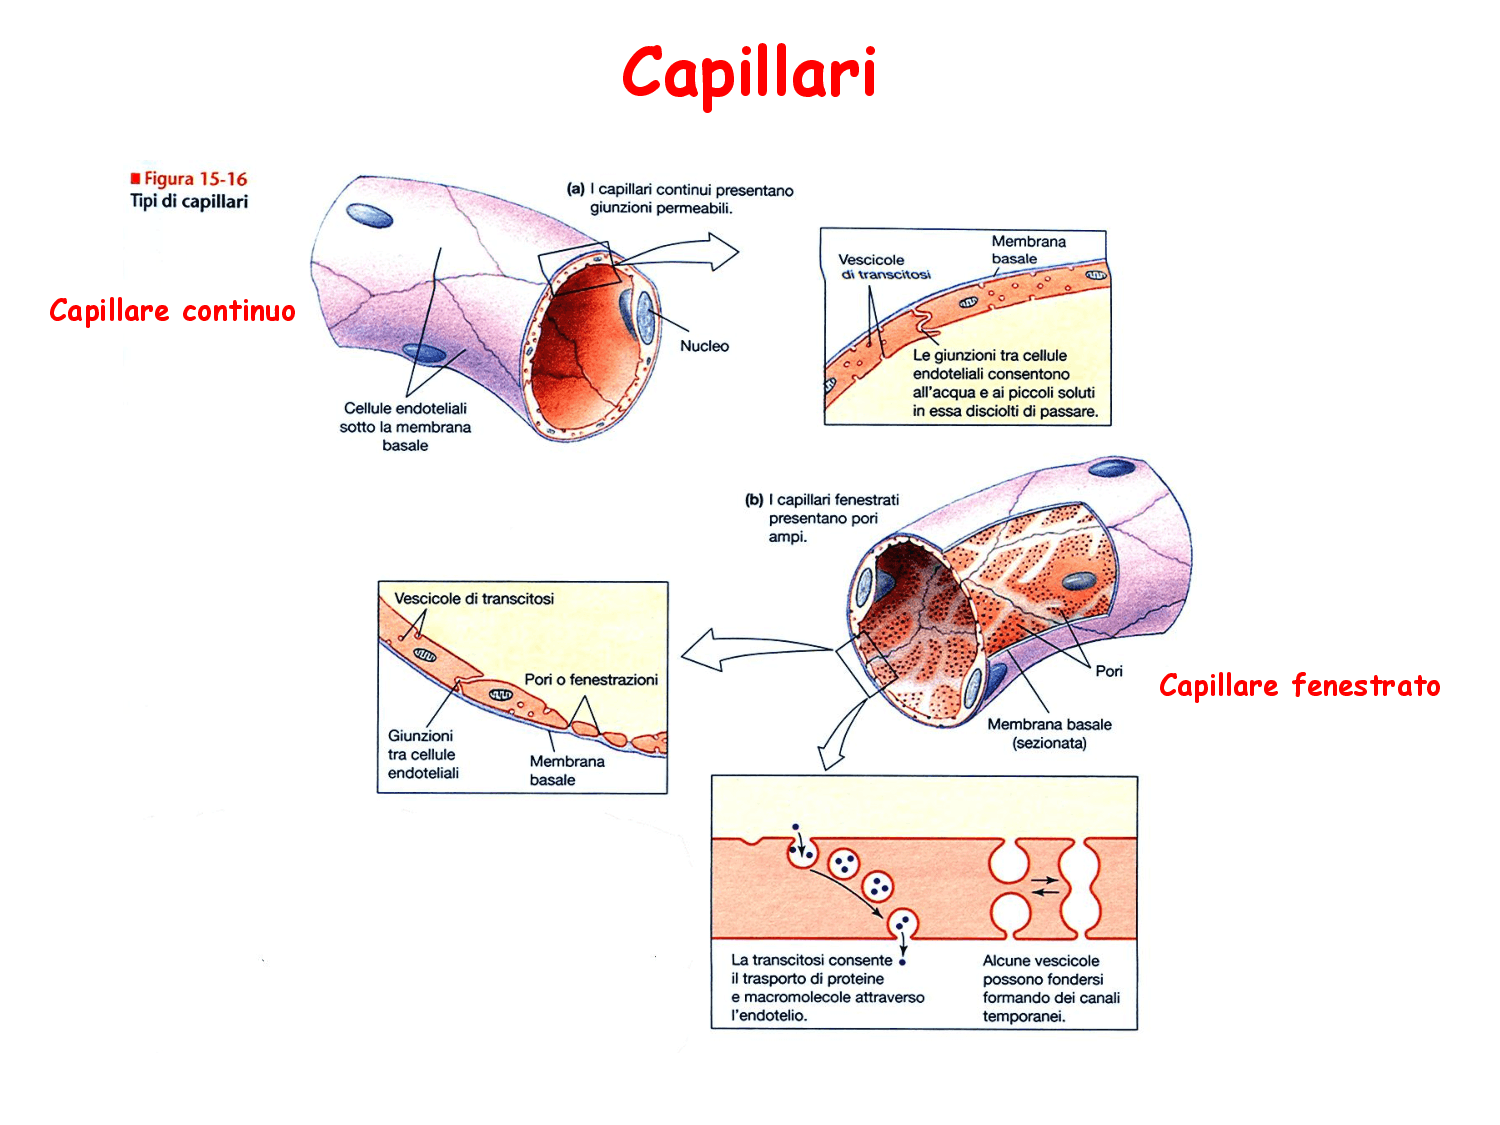 Capillari
■ Figura 15-16
Tipi di capillari
(a) I capillari continui presentano
giunzioni permeabili.
Capillare continuo
Nucleo
Cellule endoteliali
sotto la membrana
basale
Membrana
basale
Vescicole
di transcitosi
Le giunzioni tra cellule
endoteliali consentono
all'acqua e ai piccoli soluti
in essa disciolti di passare.
(b) I capillari fenestrati
presentano pori
ampi.
Pori
Membrana basale
(sezionata)
Capillare fenestrato
Vescicole di transcitosi
Pori o fenestrazioni
Giunzioni
tra cellule
endoteliali
Membrana
basale
La transcitosi consente
il trasporto di proteine
e macromolecole attraverso
l'endotelio.
Alcune vescicole
possono fondersi
formando dei canali
temporanei.